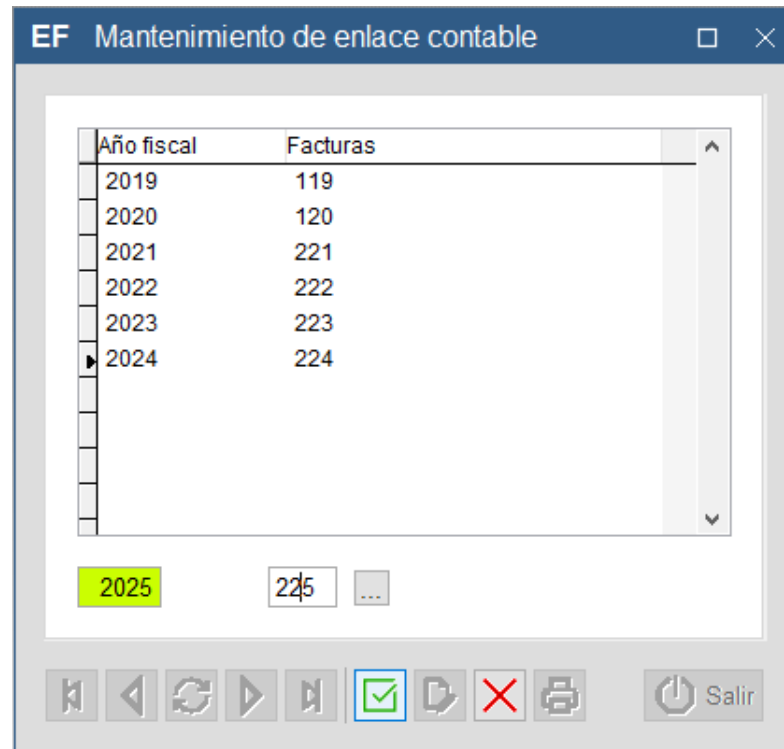 EF Mantenimiento de enlace contable
Año fiscal Facturas
2019 119
2020 120
2021 221
2022 222
2023 223
2024 224
2025 225 ...
Salir